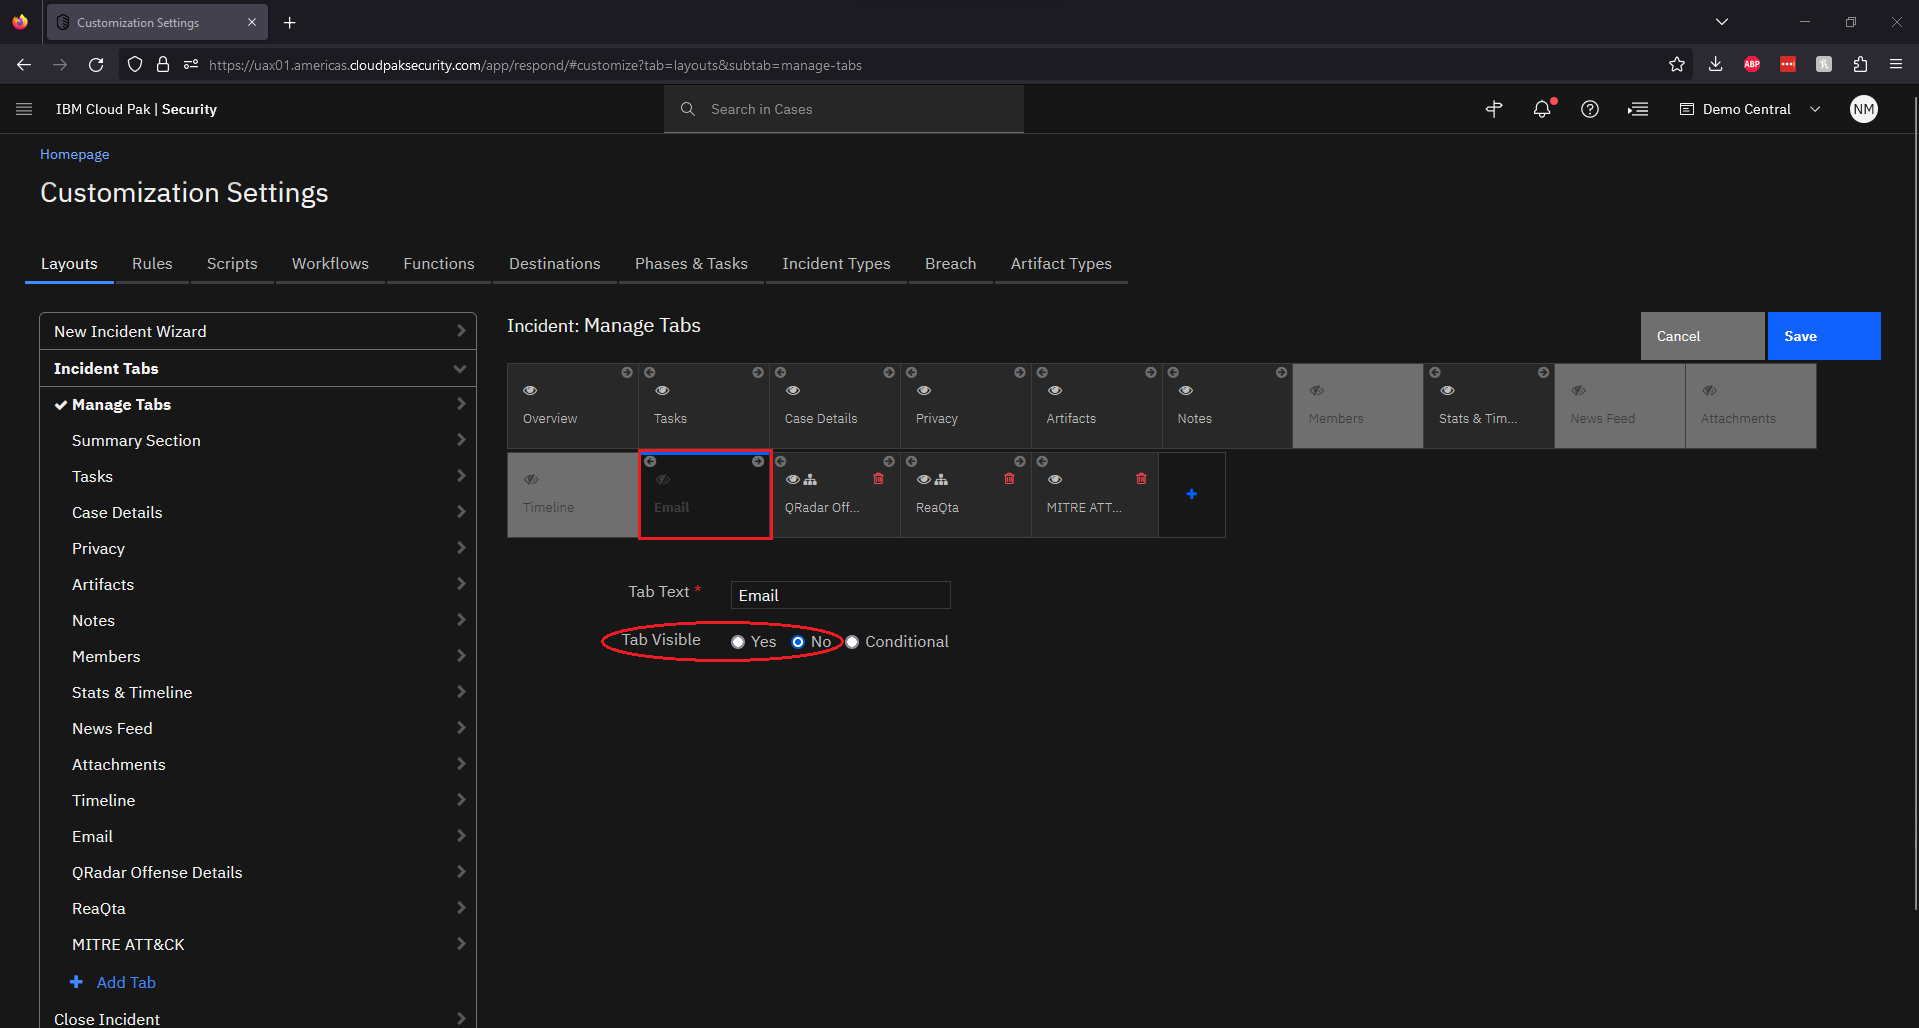 Customization Settings
https://uax01.americas.cloudpaksecurity.com/app/respond/#customize?tab=layouts&subtab=manage-tabs
ABP
IBM Cloud Pak | Security
Search in Cases
Demo Central
NM
Homepage
Customization Settings
Layouts Rules Scripts Workflows Functions Destinations Phases & Tasks Incident Types Breach Artifact Types
New Incident Wizard
Incident Tabs
Manage Tabs
Summary Section
Tasks
Case Details
Privacy
Artifacts
Notes
Members
Stats & Timeline
News Feed
Attachments
Timeline
Email
QRadar Offense Details
ReaQta
MITRE ATT&CK
Add Tab
Close Incident
Incident: Manage Tabs
Cancel
Save
Overview Tasks Case Details Privacy Artifacts Notes Members Stats & Tim... News Feed Attachments
Timeline Email QRadar Off... ReaQta MITRE ATT...
Tab Text * Email
Tab Visible Yes No Conditional